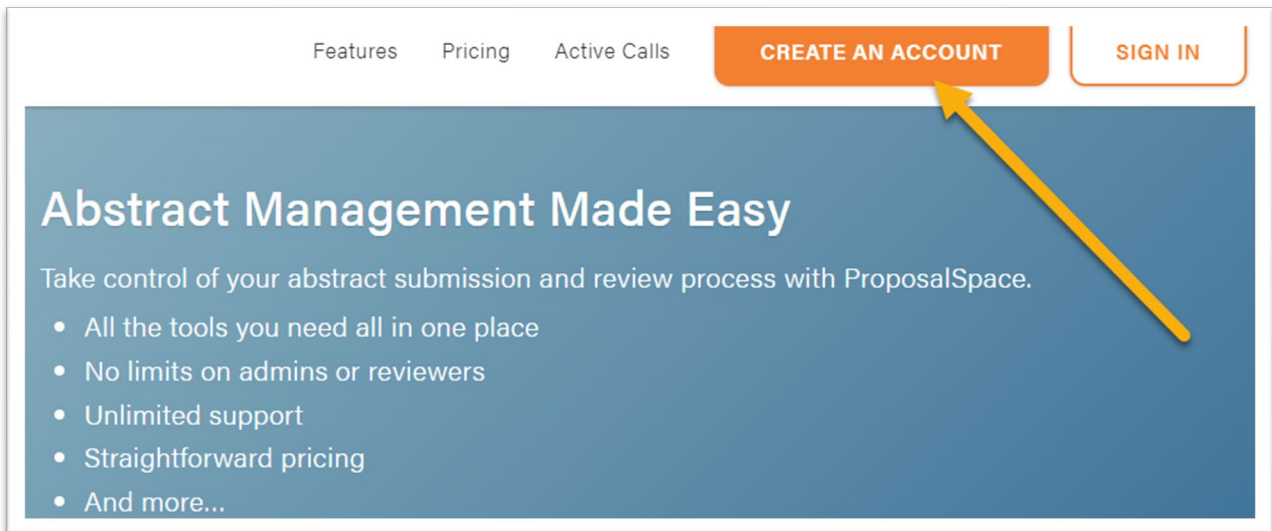 Features Pricing Active Calls CREATE AN ACCOUNT SIGN IN
Abstract Management Made Easy
Take control of your abstract submission and review process with ProposalSpace.
• All the tools you need all in one place
• No limits on admins or reviewers
• Unlimited support
• Straightforward pricing
• And more...